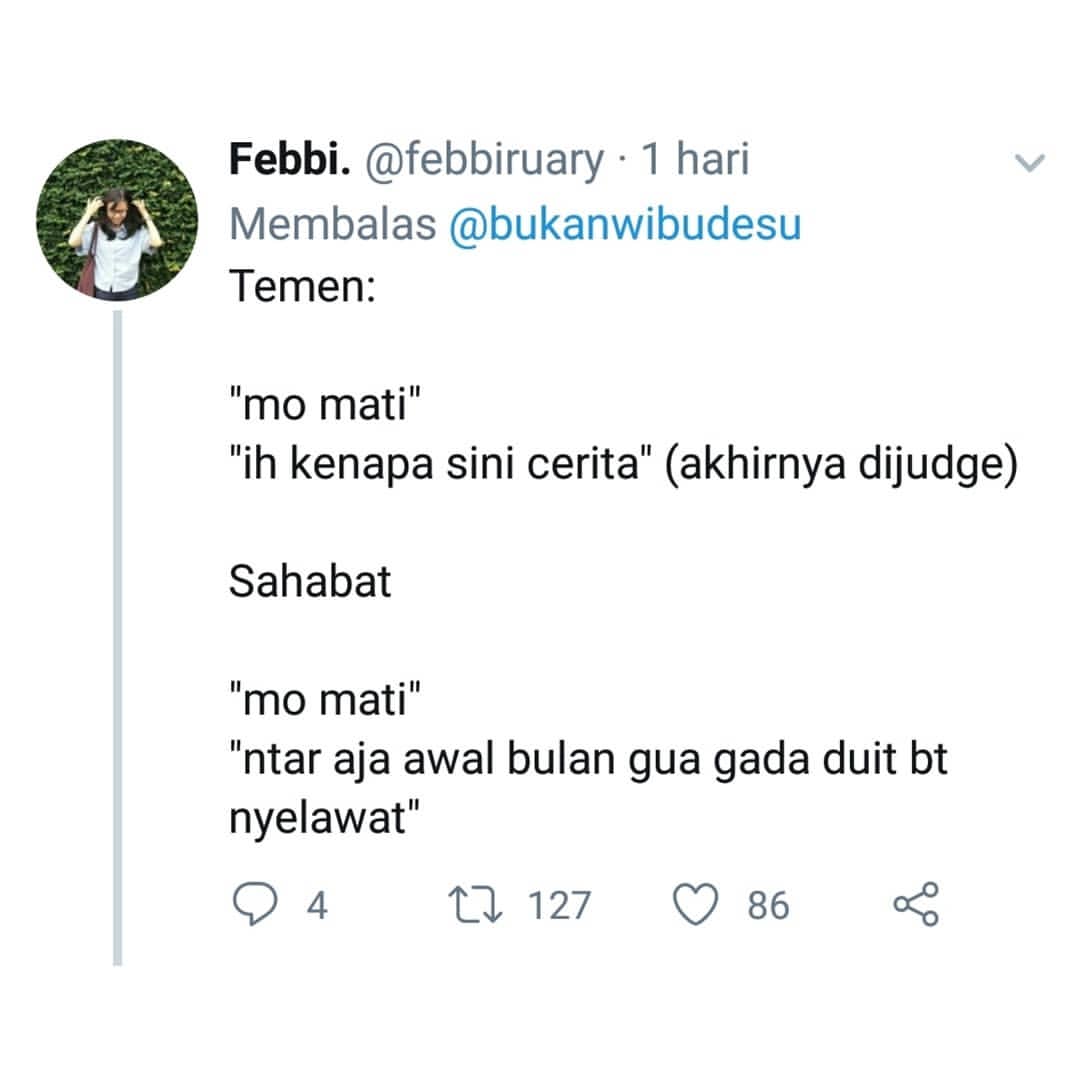 Febbi. @febbiruary · 1 hari
Membalas @bukanwibudesu
Temen:
"mo mati"
"ih kenapa sini cerita" (akhirnya dijudge)
Sahabat
"mo mati"
"ntar aja awal bulan gua gada duit bt
nyelawat"
4 127 86